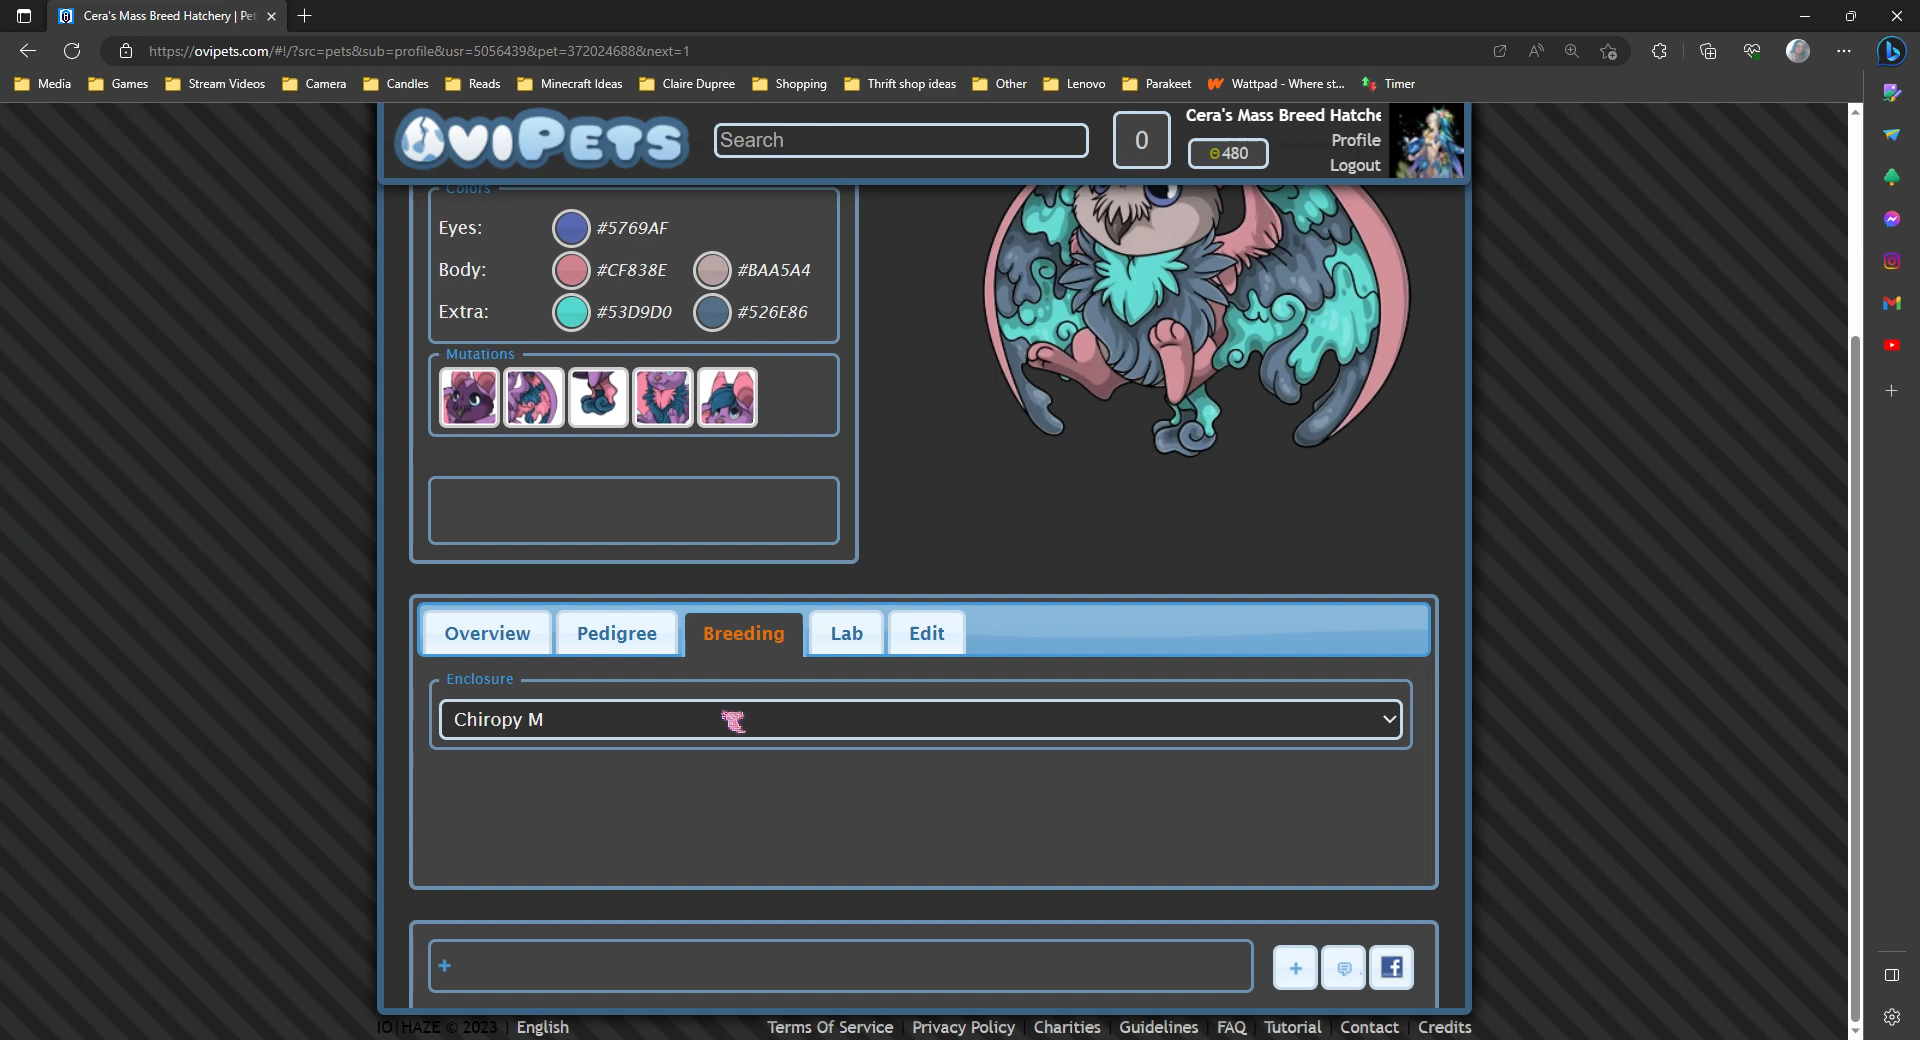 Cera's Mass Breed Hatchery | Pet
https://ovipets.com/#!/?src=pets&sub=profile&usr=5056439&pet=372024688&next=1
Media Games Stream Videos Camera Candles Reads Minecraft Ideas Claire Dupree Shopping Thrift shop ideas Other Lenovo Parakeet Wattpad - Where st... Timer
OviPets
Search
0
Cera's Mass Breed Hatche
480
Profile
Logout
Colors
Eyes: #5769AF
Body: #CF838E #BAA5A4
Extra: #53D9D0 #526E86
Mutations
Overview Pedigree Breeding Lab Edit
Enclosure
Chiropy M
+
+
IO | HAZE © 2023 | English
Terms Of Service | Privacy Policy | Charities | Guidelines | FAQ | Tutorial | Contact | Credits